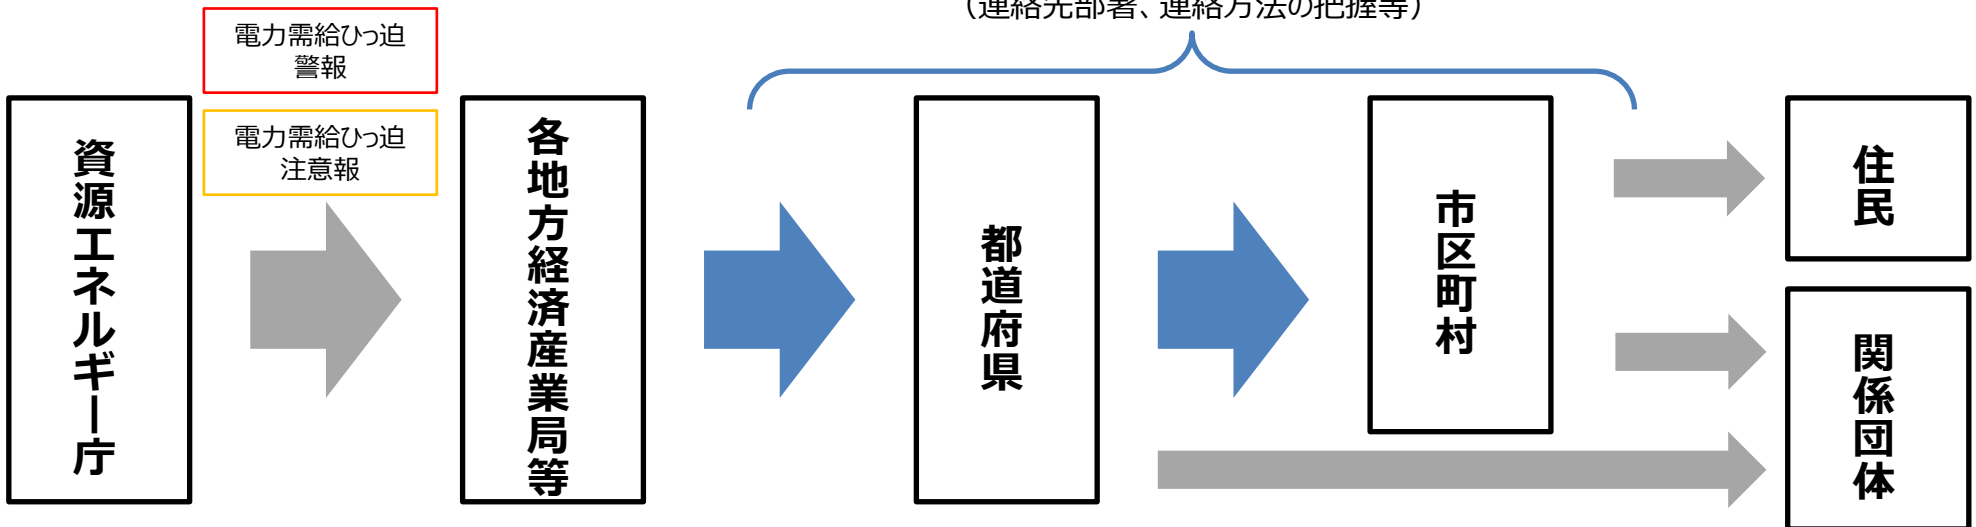 （連絡先部署、連絡方法の把握等）
電力需給ひっ迫
警報
電力需給ひっ迫
注意報
資源エネルギー庁
各地方経済産業局等
都道府県
市区町村
住民
関係団体